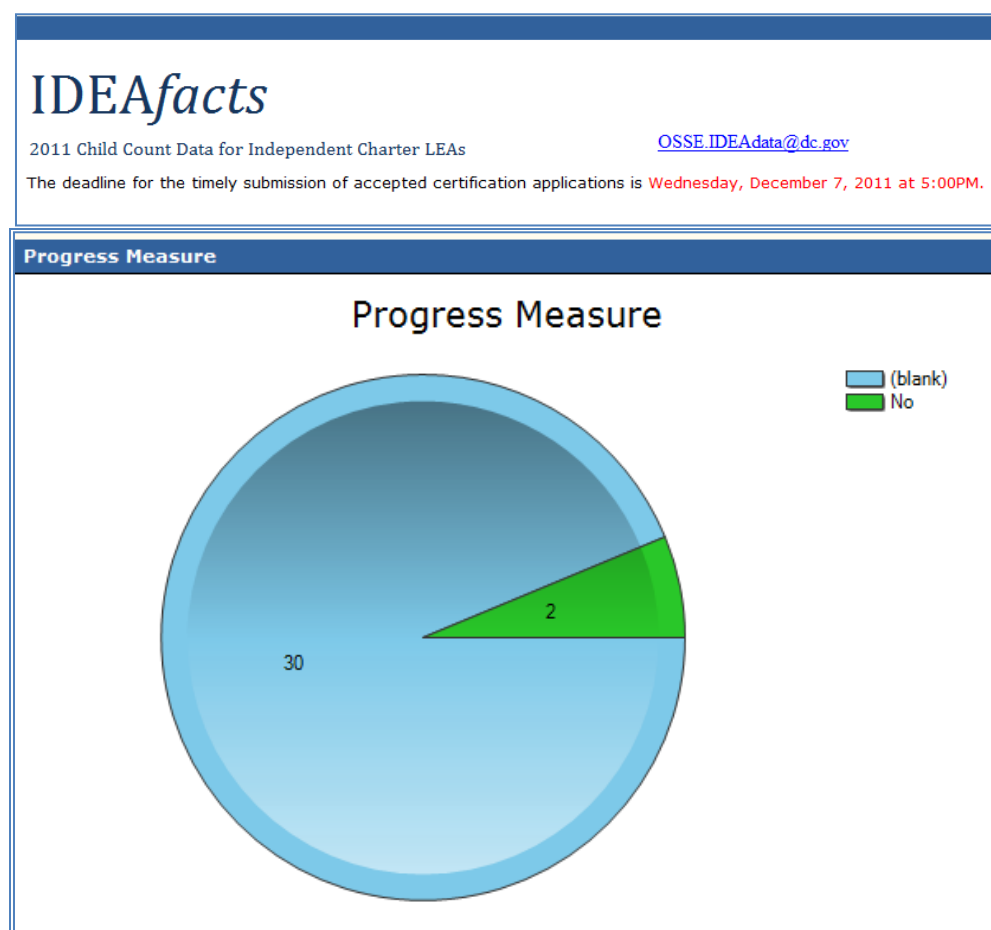 IDEAfacts
2011 Child Count Data for Independent Charter LEAs
OSSE.IDEAdata@dc.gov
The deadline for the timely submission of accepted certification applications is Wednesday, December 7, 2011 at 5:00PM.
Progress Measure
Progress Measure
(blank)
No
2
30